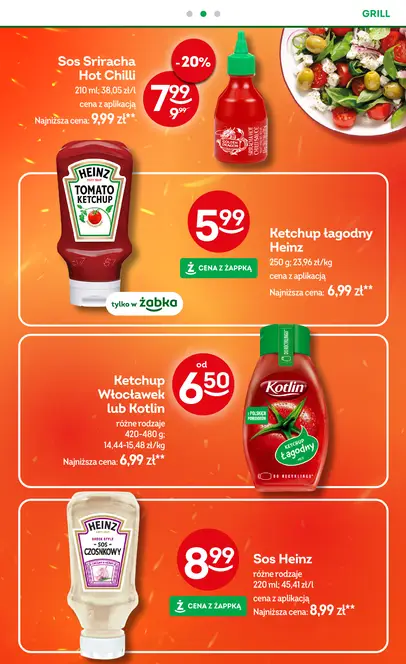 GRILL
Sos Sriracha
Hot Chilli
210 ml; 38,05 zł/l
cena z aplikacją
Najniższa cena: 9,99 zł**
-20%
7,99
9,99
HEINZ
TOMATO
KETCHUP
tylko w żabka
5,99
CENA Z ŻAPPKĄ
Ketchup łagodny
Heinz
250 g; 23,96 zł/kg
cena z aplikacją
Najniższa cena: 6,99 zł**
Ketchup
Włocławek
lub Kotlin
różne rodzaje
420-480 g;
14,44-15,48 zł/kg
Najniższa cena: 6,99 zł**
od
6,50
Kotlin
Z POLSKICH
POMIDORÓW
KETCHUP
Łagodny
HEINZ
SOS
CZOSNKOWY
8,99
CENA Z ŻAPPKĄ
Sos Heinz
różne rodzaje
220 ml; 45,41 zł/l
cena z aplikacją
Najniższa cena: 8,99 zł**